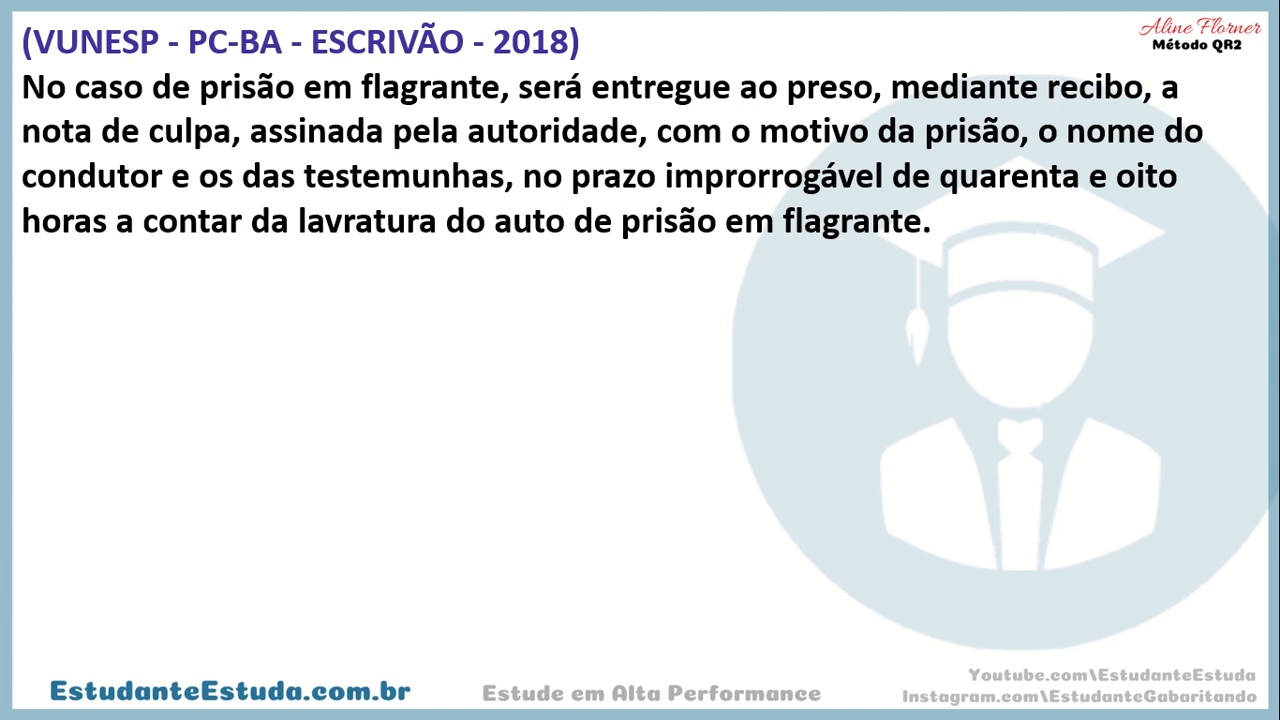 (VUNESP - PC-BA - ESCRIVÃO - 2018)
Aline Florner
Método QR2
No caso de prisão em flagrante, será entregue ao preso, mediante recibo, a
nota de culpa, assinada pela autoridade, com o motivo da prisão, o nome do
condutor e os das testemunhas, no prazo improrrogável de quarenta e oito
horas a contar da lavratura do auto de prisão em flagrante.
EstudanteEstuda.com.br
Estude em Alta Performance
Youtube.com\EstudanteEstuda
Instagram.com\EstudanteGabaritando